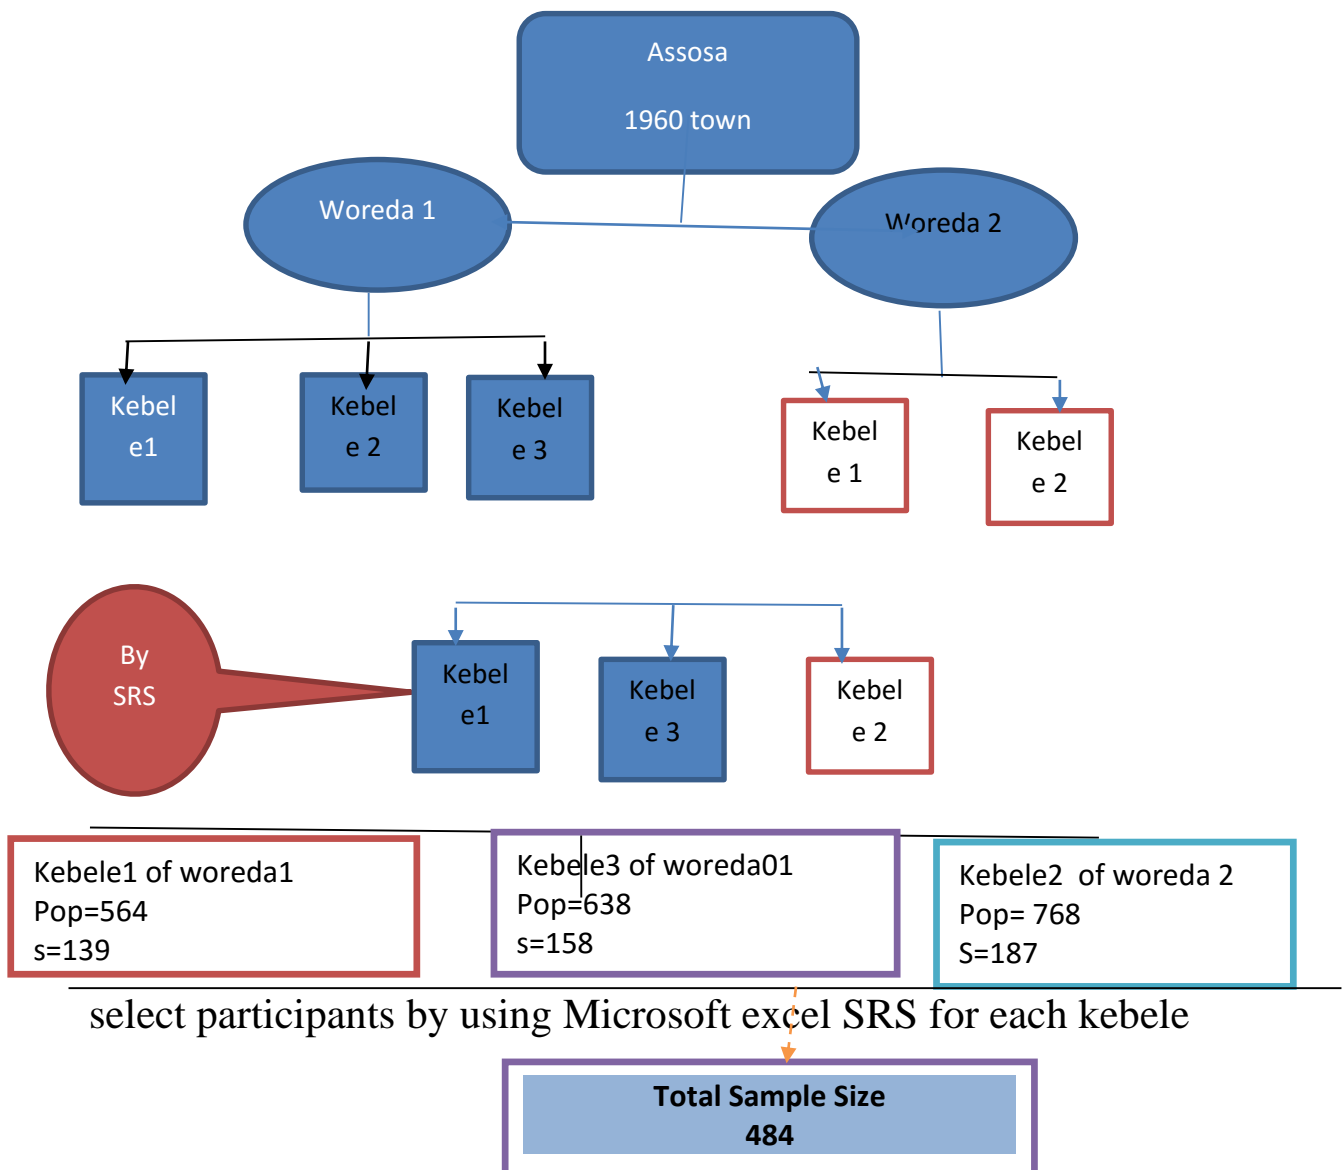 Assosa
1960 town
Woreda 1
Woreda 2
Kebel
e1
Kebel
e 2
Kebel
e 3
Kebel
e 1
Kebel
e 2
By
SRS
Kebel
e1
Kebel
e 3
Kebel
e 2
Kebele1 of woreda1
Pop=564
s=139
Kebele3 of woreda01
Pop=638
s=158
Kebele2 of woreda 2
Pop= 768
S=187
select participants by using Microsoft excel SRS for each kebele
Total Sample Size
484